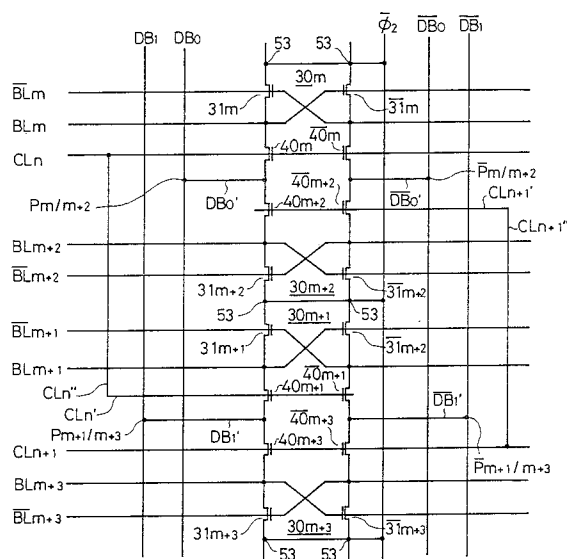 DB1 DB0 53 53 φ̅2 D̅B̅0 D̅B̅1
B̅L̅m 30m
31m 3̅1̅m
BLm
40m 4̅0̅m
CLn
4̅0̅m+2 P̅m/m+2
Pm/m+2 DB0' D̅B̅0' CLn+1'
40m+2
CLn+1"
BLm+2
B̅L̅m+2
31m+2 30m+2 3̅1̅m+2
53 53
B̅L̅m+1 30m+1
31m+1 3̅1̅m+2
BLm+1
4̅0̅m+1
CLn" 40m+1
CLn'
Pm+1/m+3 4̅0̅m+3 D̅B̅1'
DB1'
CLn+1 40m+3 P̅m+1/m+3
BLm+3
B̅L̅m+3
31m+3 30m+3 3̅1̅m+3
53 53